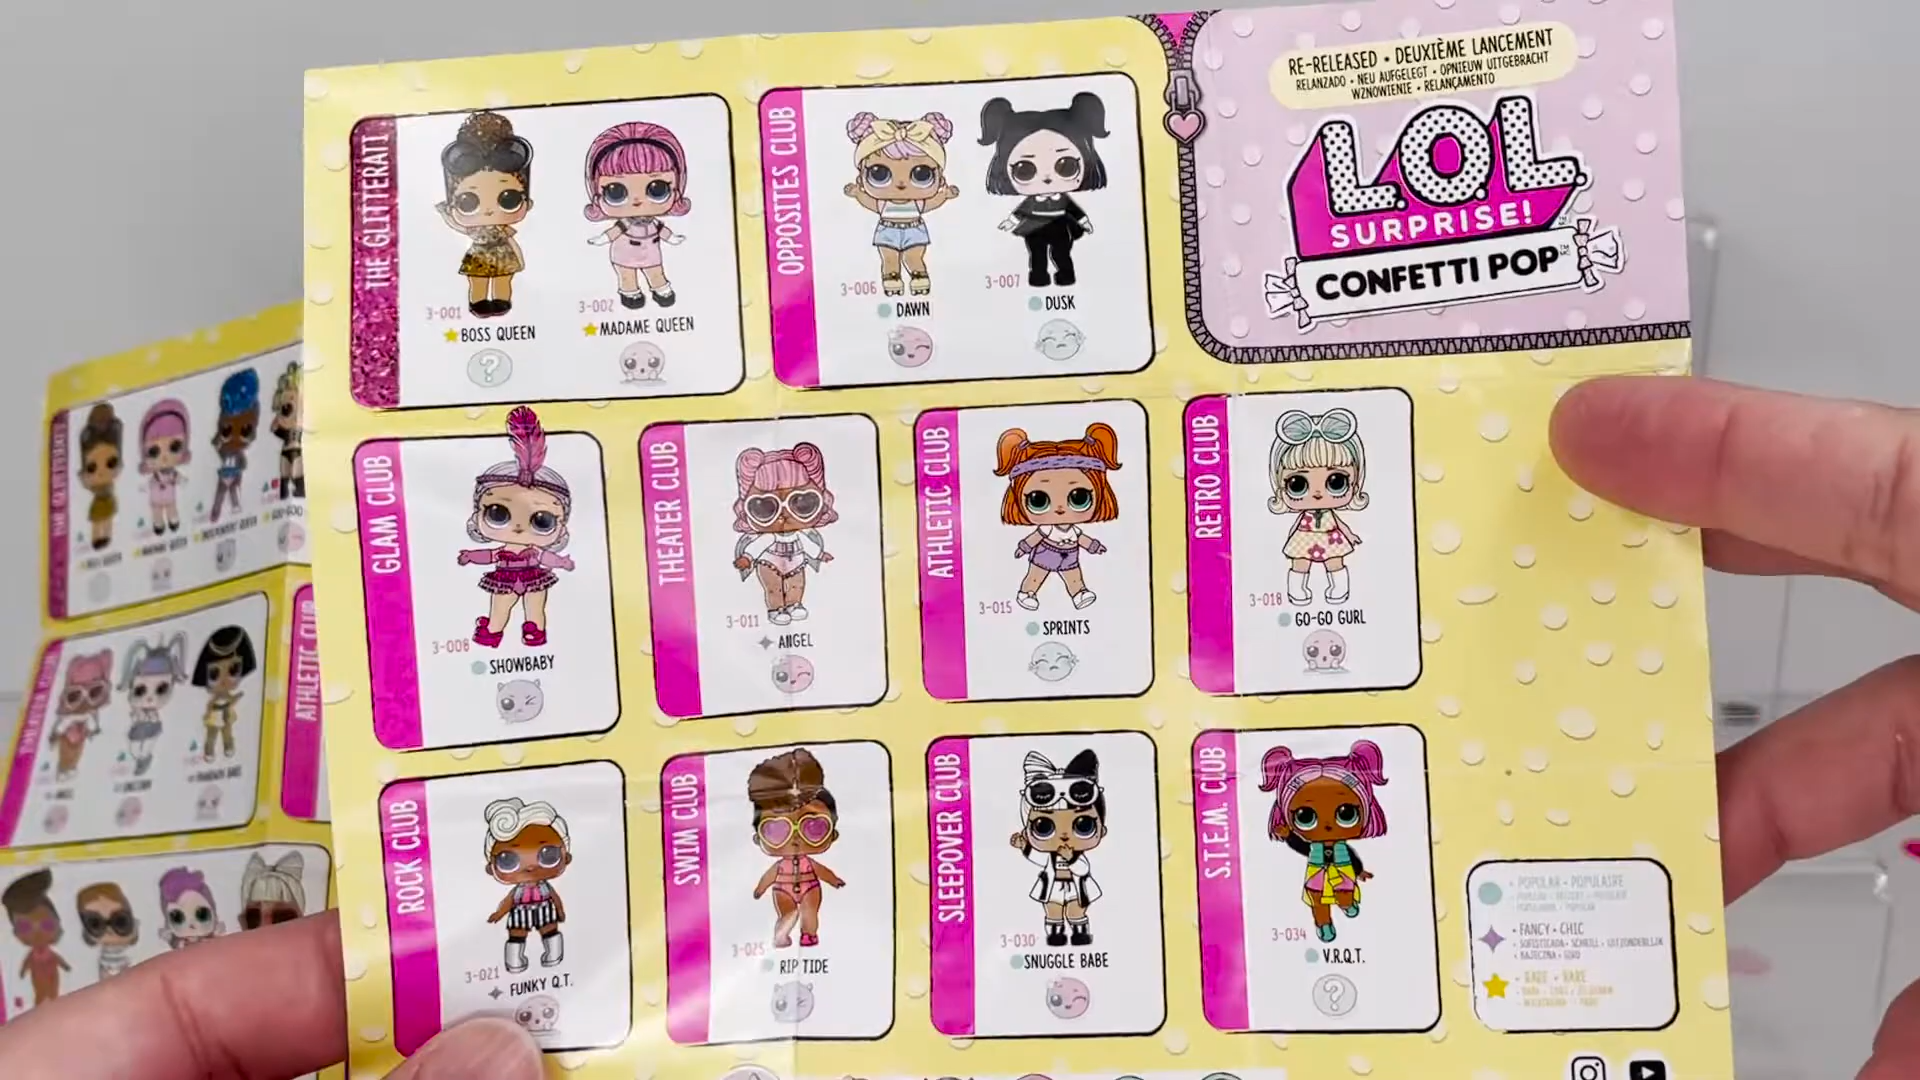 RE-RELEASED • DEUXIÈME LANCEMENT
RELANZADO • NEU AUFGELEGT • OPNIEUW UITGEBRACHT
WZNOWIENIE • RELANÇAMENTO
L.O.L.
SURPRISE!
CONFETTI POP™
THE GLITTERATI
3-001
BOSS QUEEN
?
3-002
MADAME QUEEN
OPPOSITES CLUB
3-006
DAWN
3-007
DUSK
GLAM CLUB
3-008
SHOWBABY
THEATER CLUB
3-011
ANGEL
ATHLETIC CLUB
3-015
SPRINTS
RETRO CLUB
3-018
GO-GO GURL
ROCK CLUB
3-021
FUNKY Q.T.
SWIM CLUB
3-025
RIP TIDE
SLEEPOVER CLUB
3-030
SNUGGLE BABE
S.T.E.M. CLUB
3-034
V.R.Q.T.
?
• POPULAR • POPULAIRE
• FANCY • CHIC
• RARE • RARE
ATHLETIC CLUB